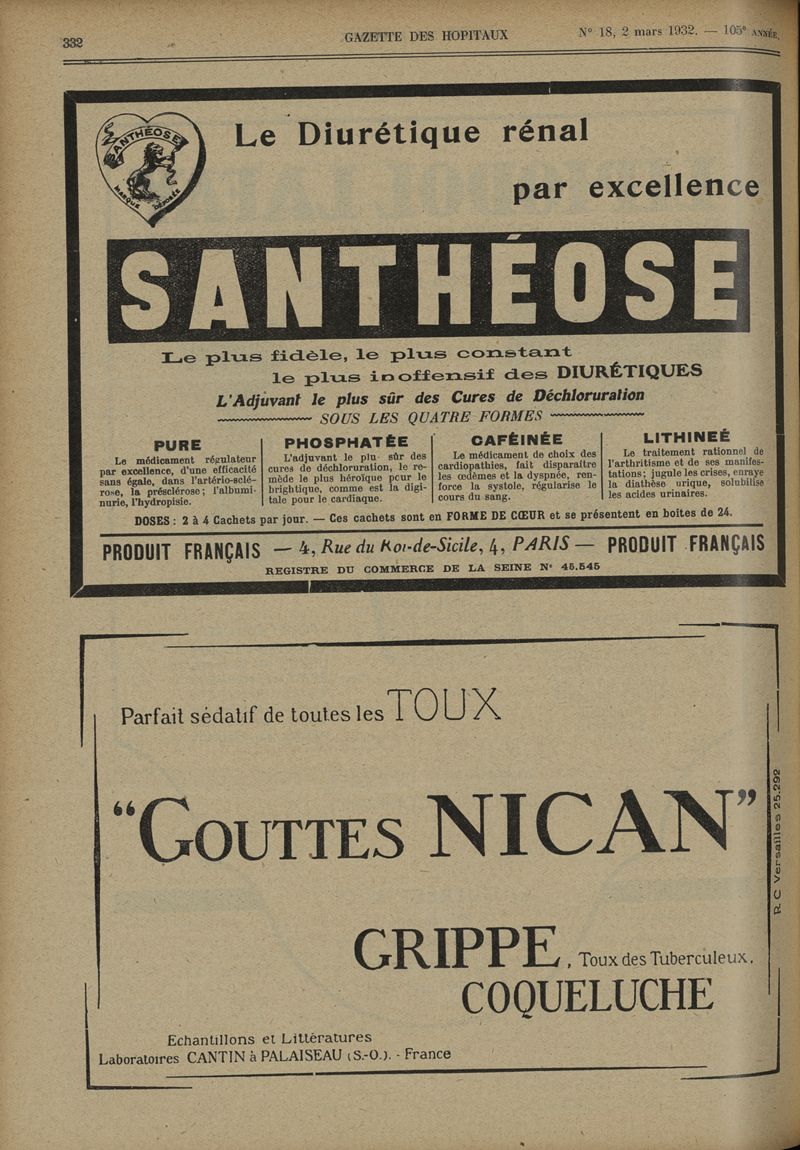 332
GAZETTE DES HOPITAUX
N° 18, 2 mars 1932. — 105e ANNÉE.
SANTHÉOSE
MARQUE DÉPOSÉE
Le Diurétique rénal
par excellence
SANTHÉOSE
Le plus fidèle, le plus constant
le plus inoffensif des DIURÉTIQUES
L'Adjuvant le plus sûr des Cures de Déchloruration
SOUS LES QUATRE FORMES
PURE
Le médicament régulateur
par excellence, d'une efficacité
sans égale, dans l'artério-sclé-
rose, la présclérose; l'albumi-
nurie, l'hydropisie.
PHOSPHATÉE
L'adjuvant le plu sûr des
cures de déchloruration, le re-
mède le plus héroïque pour le
brightique, comme est la digi-
tale pour le cardiaque.
CAFÉINÉE
Le médicament de choix des
cardiopathies, fait disparaître
les œdèmes et la dyspnée, ren-
force la systole, régularise le
cours du sang.
LITHINEÉ
Le traitement rationnel de
l'arthritisme et de ses manifes-
tations; jugule les crises, enraye
la diathèse urique, solubilise
les acides urinaires.
DOSES : 2 à 4 Cachets par jour. — Ces cachets sont en FORME DE CŒUR et se présentent en boites de 24.
PRODUIT FRANÇAIS — 4, Rue du Roi-de-Sicile, 4, PARIS — PRODUIT FRANÇAIS
REGISTRE DU COMMERCE DE LA SEINE N° 45.545
Parfait sédatif de toutes les TOUX
"GOUTTES NICAN"
GRIPPE, Toux des Tuberculeux.
COQUELUCHE
Echantillons et Littératures
Laboratoires CANTIN à PALAISEAU (S.-O.). - France
R.C Versailles 25.292